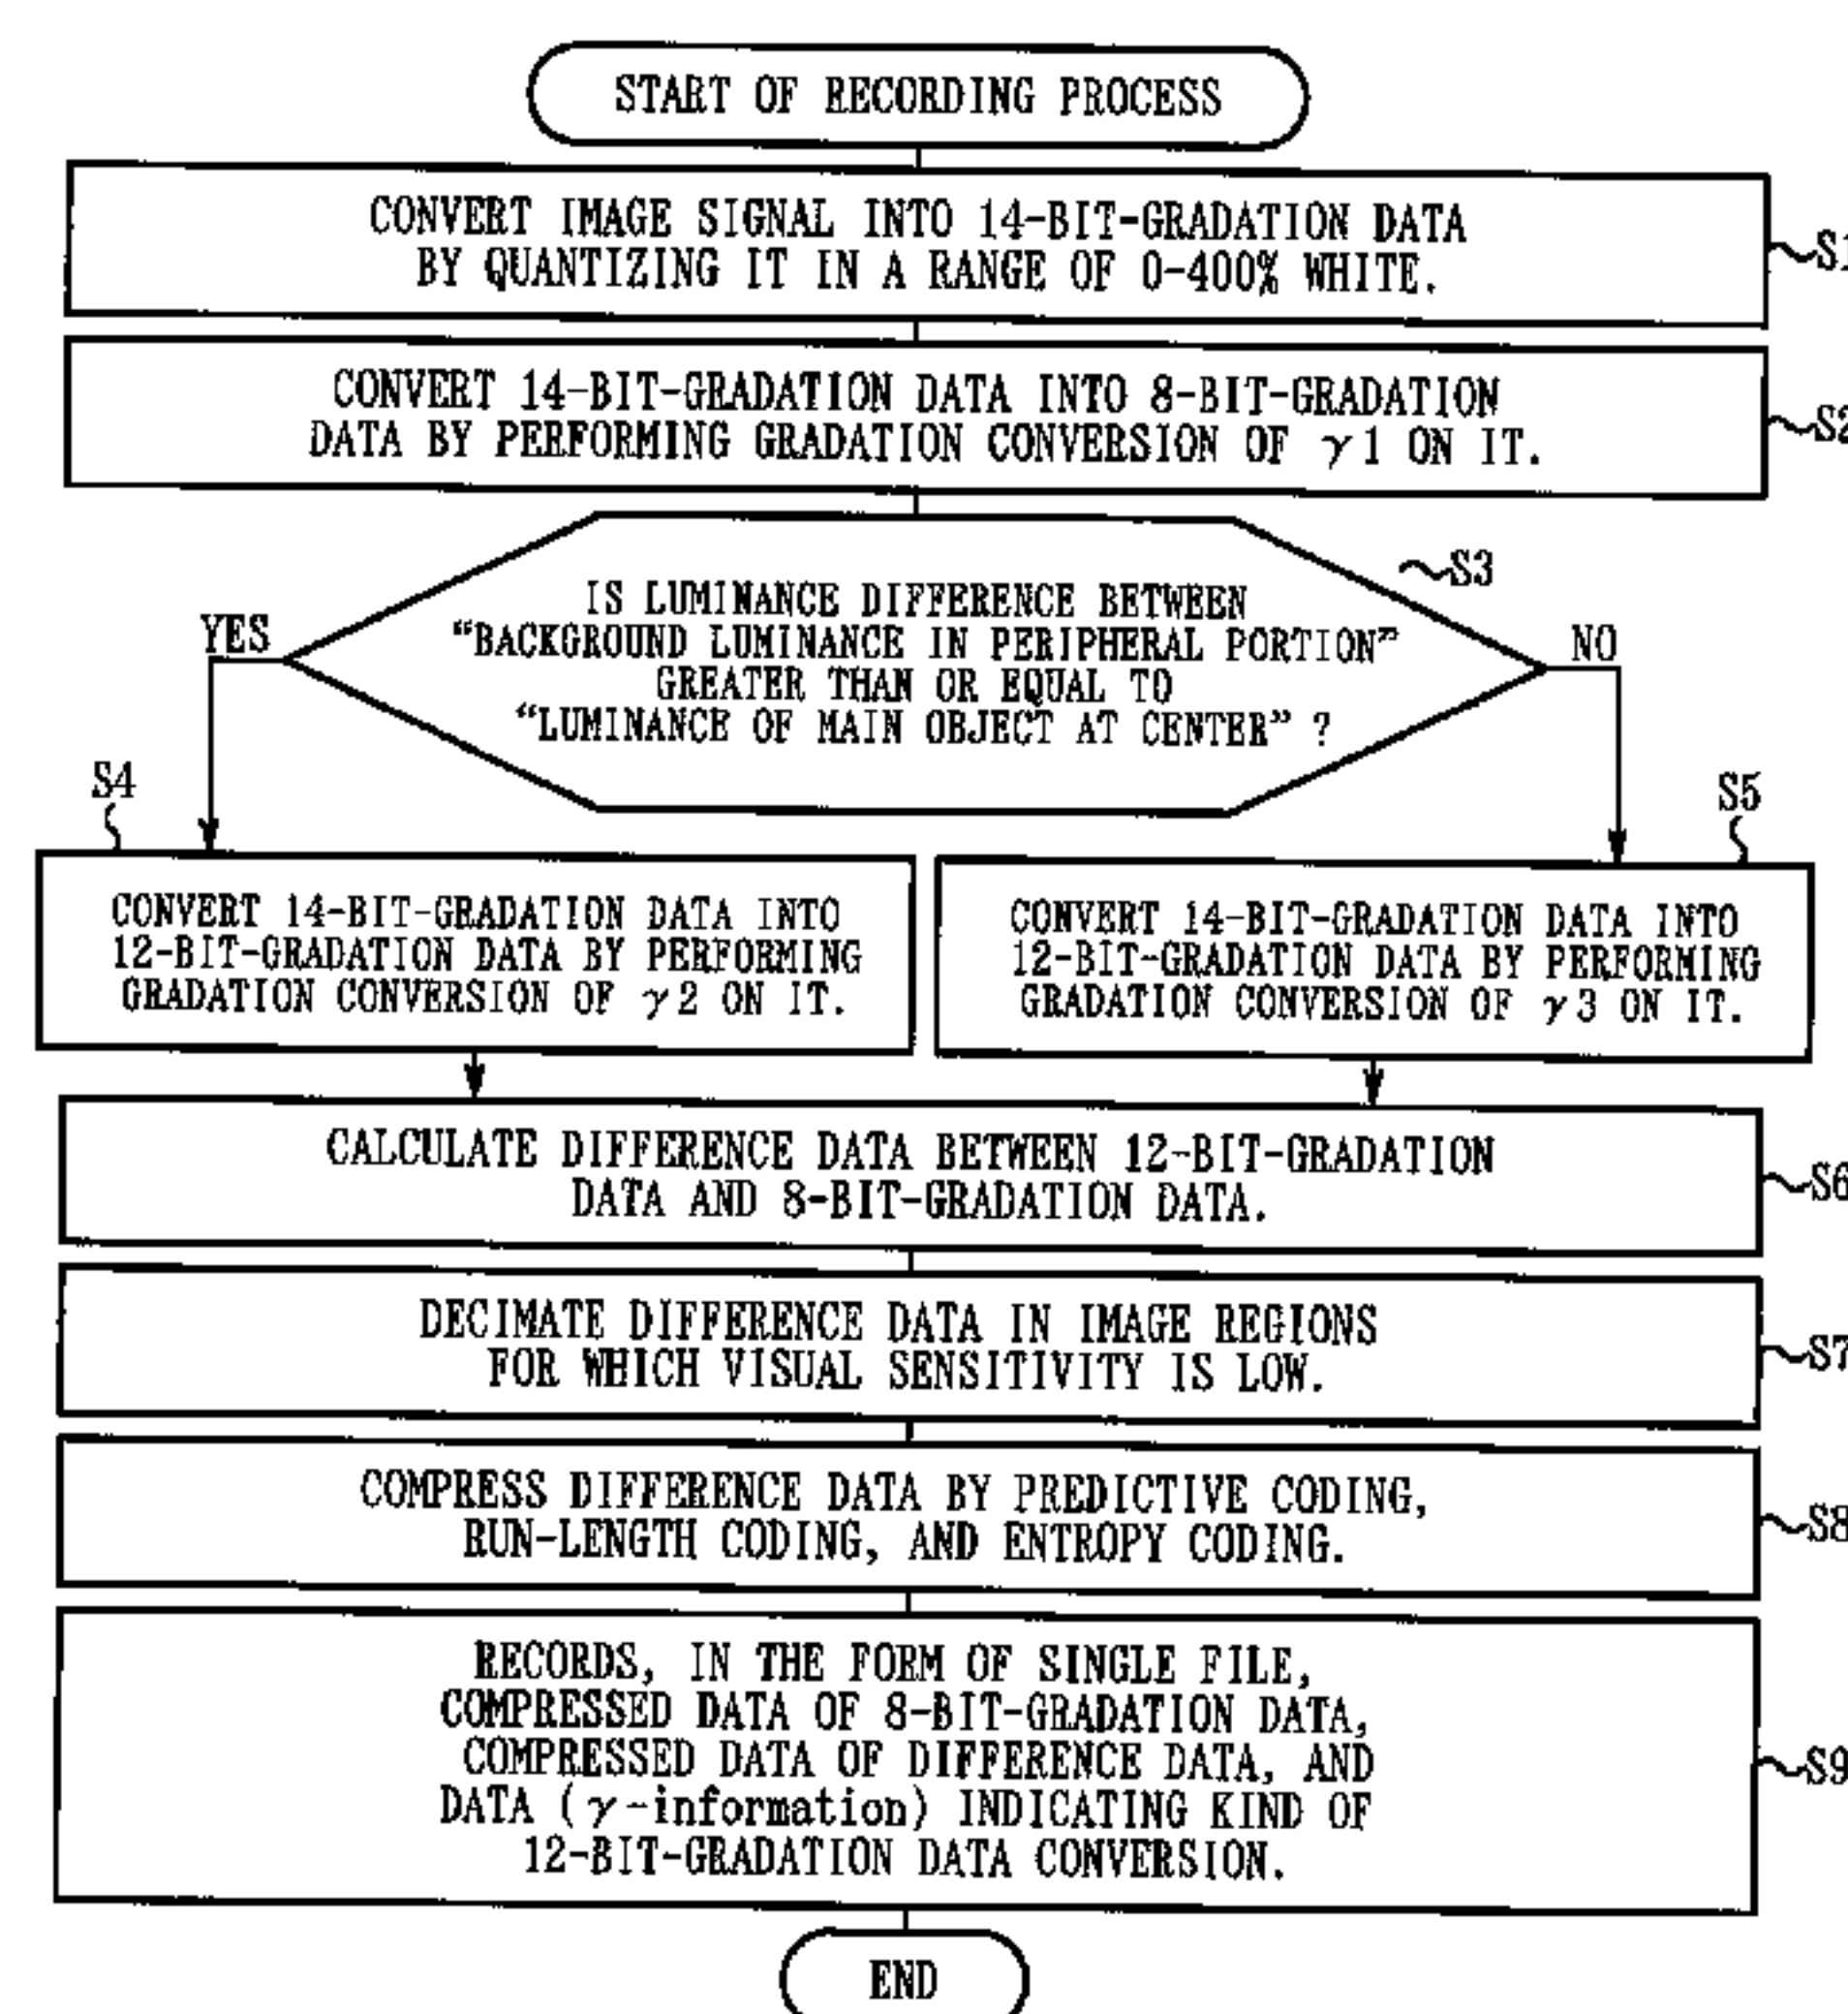 START OF RECORDING PROCESS
CONVERT IMAGE SIGNAL INTO 14-BIT-GRADATION DATA
BY QUANTIZING IT IN A RANGE OF 0-400% WHITE.
S1
CONVERT 14-BIT-GRADATION DATA INTO 8-BIT-GRADATION
DATA BY PERFORMING GRADATION CONVERSION OF γ1 ON IT.
S2
S3
IS LUMINANCE DIFFERENCE BETWEEN
“BACKGROUND LUMINANCE IN PERIPHERAL PORTION”
GREATER THAN OR EQUAL TO
“LUMINANCE OF MAIN OBJECT AT CENTER” ?
YES
NO
S4
CONVERT 14-BIT-GRADATION DATA INTO
12-BIT-GRADATION DATA BY PERFORMING
GRADATION CONVERSION OF γ2 ON IT.
S5
CONVERT 14-BIT-GRADATION DATA INTO
12-BIT-GRADATION DATA BY PERFORMING
GRADATION CONVERSION OF γ3 ON IT.
CALCULATE DIFFERENCE DATA BETWEEN 12-BIT-GRADATION
DATA AND 8-BIT-GRADATION DATA.
S6
DECIMATE DIFFERENCE DATA IN IMAGE REGIONS
FOR WHICH VISUAL SENSITIVITY IS LOW.
S7
COMPRESS DIFFERENCE DATA BY PREDICTIVE CODING,
RUN-LENGTH CODING, AND ENTROPY CODING.
S8
RECORDS, IN THE FORM OF SINGLE FILE,
COMPRESSED DATA OF 8-BIT-GRADATION DATA,
COMPRESSED DATA OF DIFFERENCE DATA, AND
DATA (γ-information) INDICATING KIND OF
12-BIT-GRADATION DATA CONVERSION.
S9
END